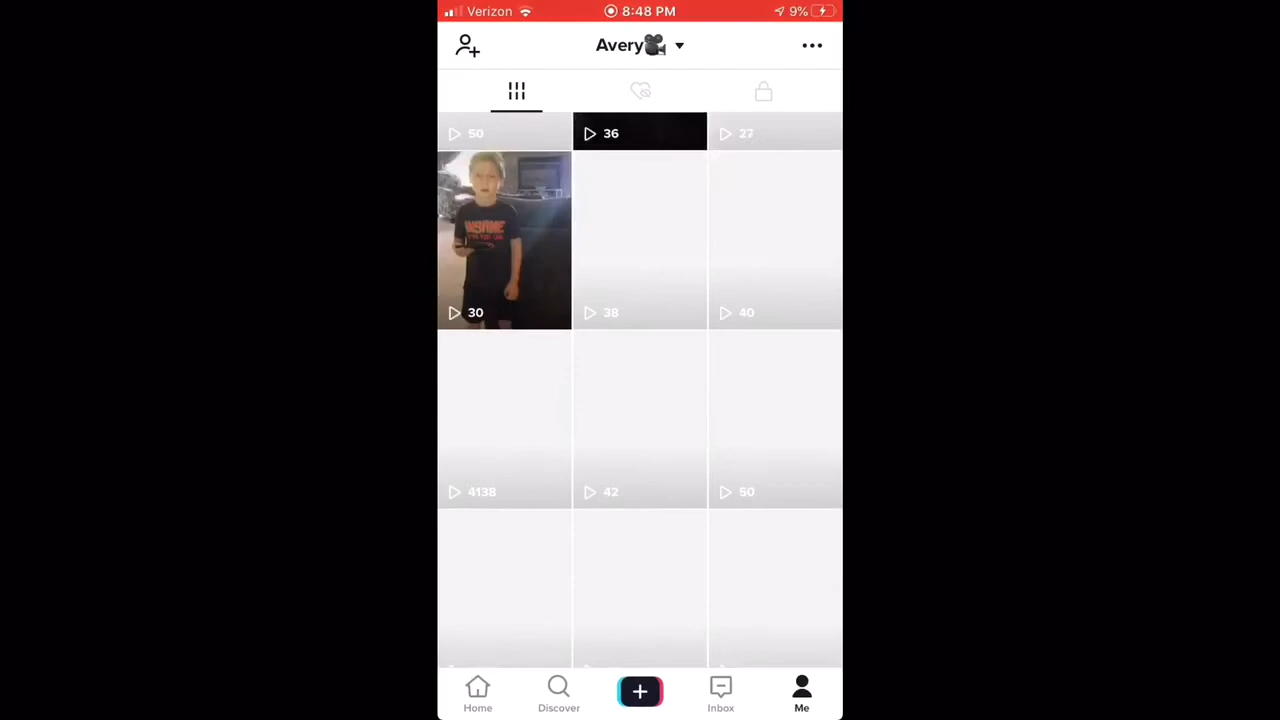 Verizon 8:48 PM 9%
Avery🎥
50 36 27
30 38 40
4138 42 50
Home Discover Inbox Me